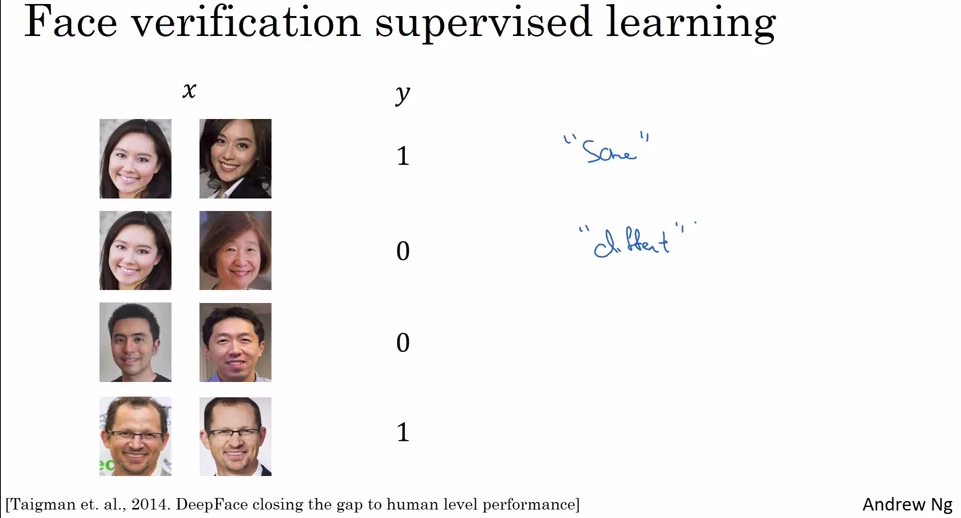 Face verification supervised learning
x y
1 "Same"
0 "different"
0
1
[Taigman et. al., 2014. DeepFace closing the gap to human level performance]
Andrew Ng